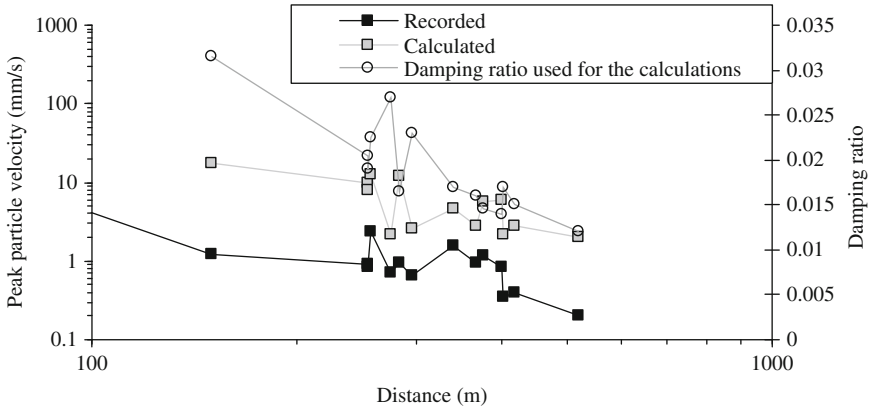 Recorded
Calculated
Damping ratio used for the calculations
Peak particle velocity (mm/s)
1000
100
10
1
0.1
0.035
0.03
0.025
0.02
0.015
0.01
0.005
0
Damping ratio
100
1000
Distance (m)